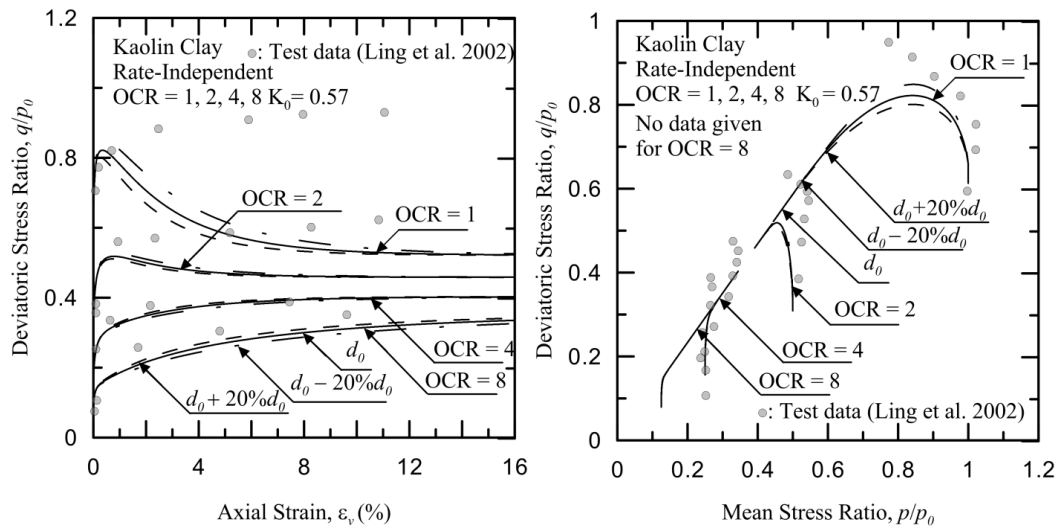 Kaolin Clay
: Test data (Ling et al. 2002)
Rate-Independent
OCR = 1, 2, 4, 8 K₀= 0.57
OCR = 2
OCR = 1
OCR = 4
OCR = 8
d₀
d₀ – 20%d₀
d₀ + 20%d₀
1.2
0.8
0.4
0
0
4
8
12
16
Deviatoric Stress Ratio, q/p₀
Axial Strain, εᵥ (%)
Kaolin Clay
Rate-Independent
OCR = 1, 2, 4, 8 K₀= 0.57
No data given
for OCR = 8
OCR = 1
d₀+20%d₀
d₀– 20%d₀
d₀
OCR = 2
OCR = 4
OCR = 8
: Test data (Ling et al. 2002)
1
0.8
0.6
0.4
0.2
0
0
0.2
0.4
0.6
0.8
1
1.2
Deviatoric Stress Ratio, q/p₀
Mean Stress Ratio, p/p₀